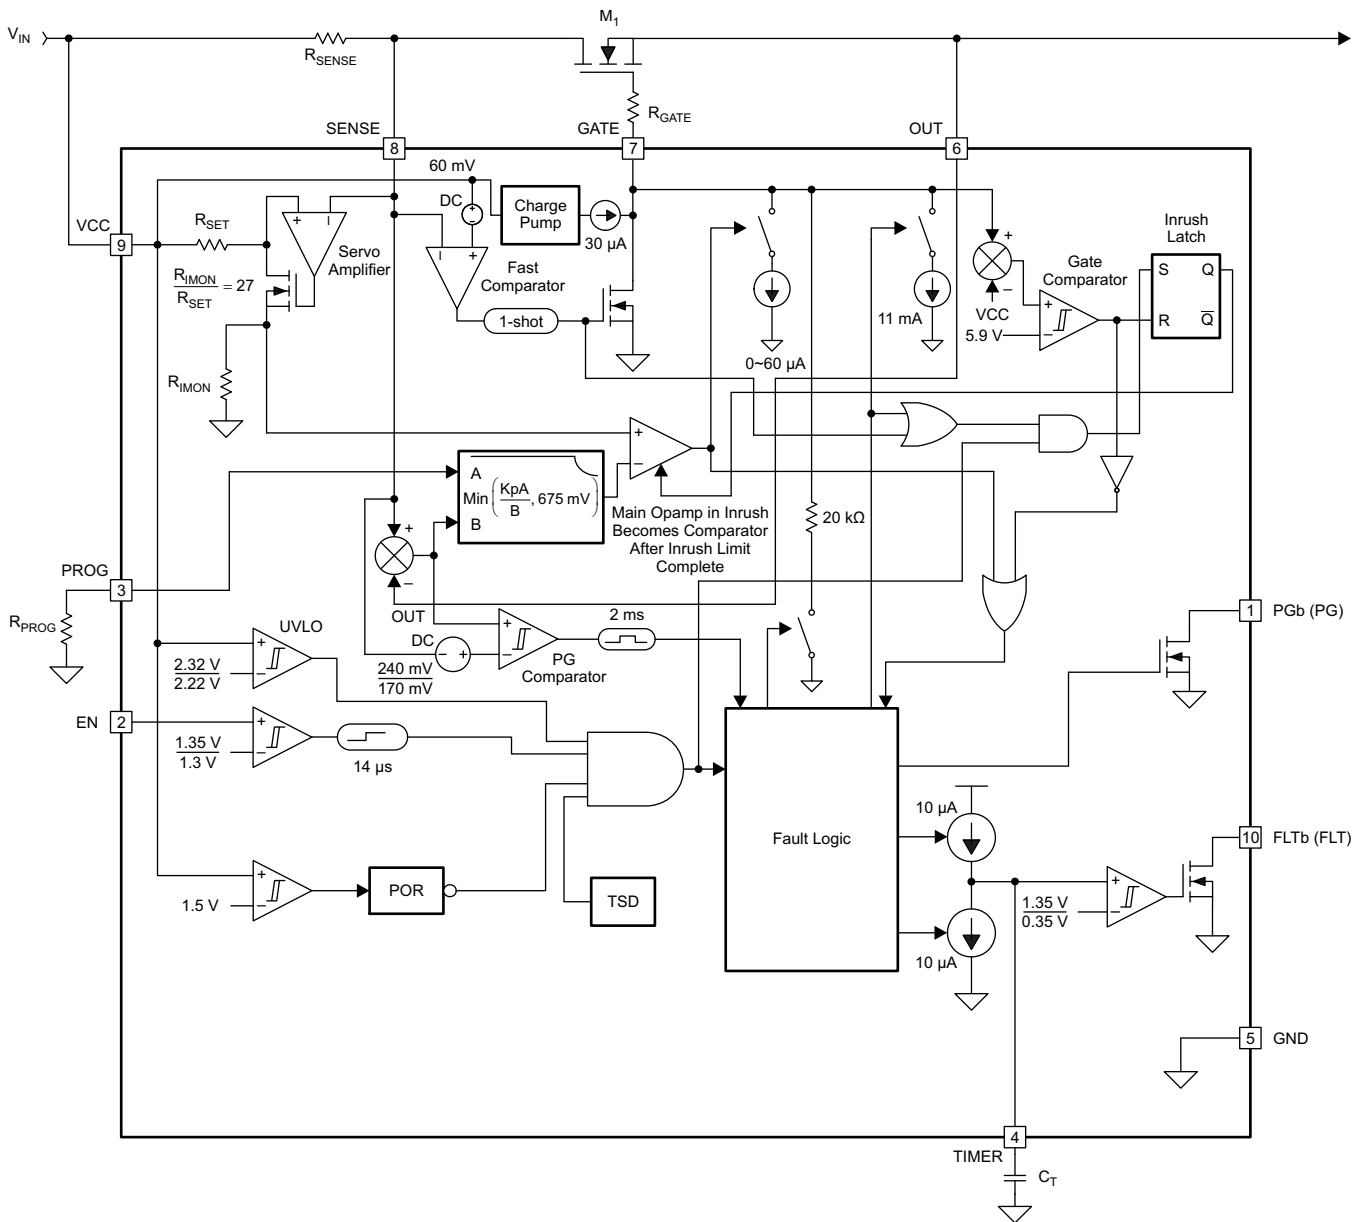 M1
VIN
RSENSE
RGATE
SENSE
GATE
OUT
8
7
6
60 mV
DC
+
−
Charge
Pump
30 µA
RSET
+
−
Servo
Amplifier
VCC
9
RIMON
RSET
= 27
−
+
Fast
Comparator
1-shot
RIMON
0~60 µA
11 mA
+
−
VCC
5.9 V
Gate
Comparator
+
−
Inrush
Latch
S
Q
R
Q
+
−
A
Min ( KpA / B , 675 mV )
B
Main Opamp in Inrush
Becomes Comparator
After Inrush Limit
Complete
20 kΩ
+
−
OUT
PROG
3
RPROG
DC
− +
240 mV
170 mV
+
−
PG
Comparator
2 ms
1
PGb (PG)
UVLO
+
−
2.32 V
2.22 V
EN
2
+
−
1.35 V
1.3 V
14 µs
Fault Logic
10 µA
10 µA
+
−
1.35 V
0.35 V
10
FLTb (FLT)
+
−
1.5 V
POR
TSD
5
GND
4
TIMER
CT